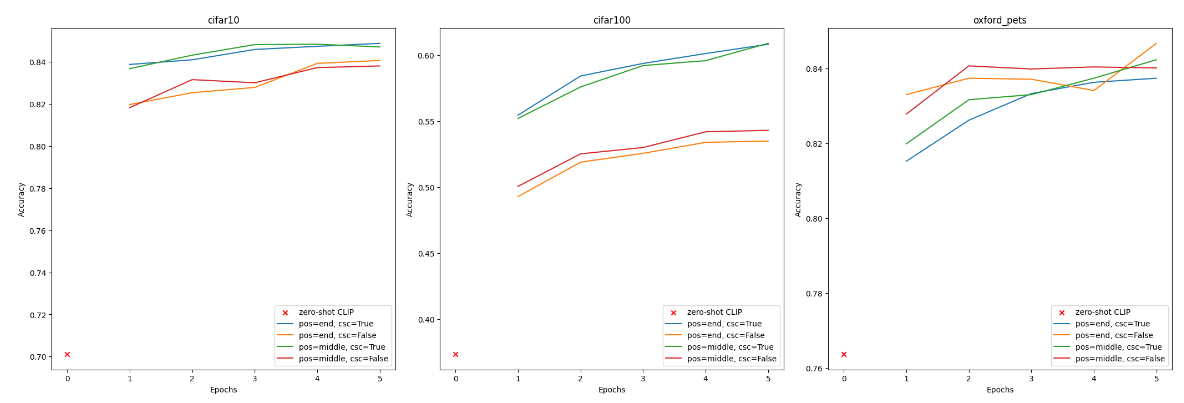 cifar10
Accuracy
0.84
0.82
0.80
0.78
0.76
0.74
0.72
0.70
0
1
2
3
4
5
Epochs
zero-shot CLIP
pos=end, csc=True
pos=end, csc=False
pos=middle, csc=True
pos=middle, csc=False
cifar100
Accuracy
0.60
0.55
0.50
0.45
0.40
0
1
2
3
4
5
Epochs
zero-shot CLIP
pos=end, csc=True
pos=end, csc=False
pos=middle, csc=True
pos=middle, csc=False
oxford_pets
Accuracy
0.84
0.82
0.80
0.78
0.76
0
1
2
3
4
5
Epochs
zero-shot CLIP
pos=end, csc=True
pos=end, csc=False
pos=middle, csc=True
pos=middle, csc=False